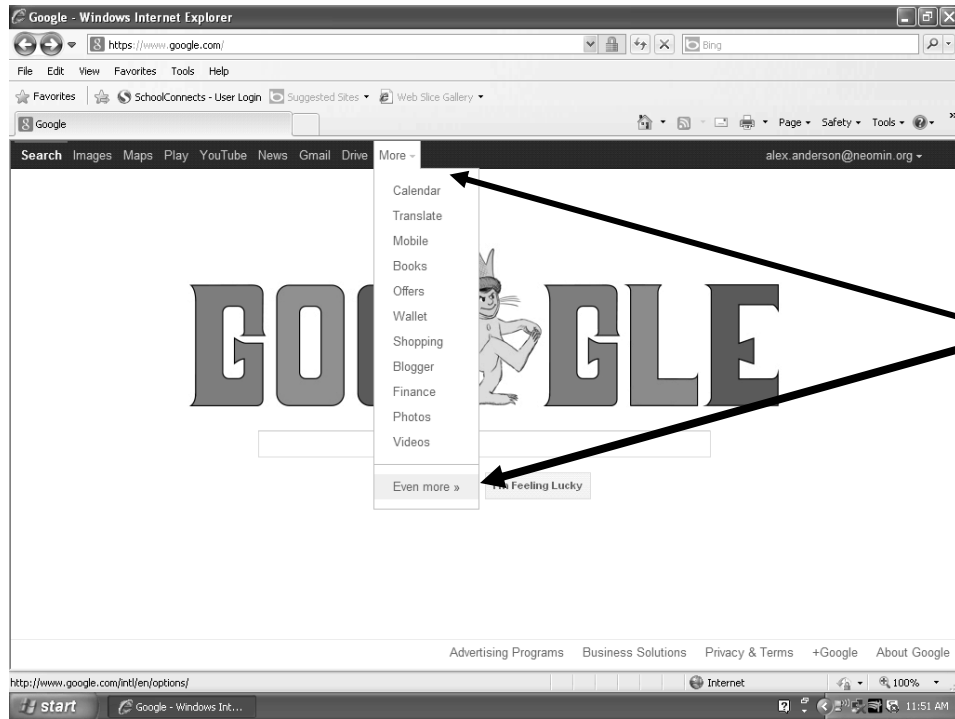 Google - Windows Internet Explorer
https://www.google.com/
Bing
File Edit View Favorites Tools Help
Favorites SchoolConnects - User Login Suggested Sites Web Slice Gallery
Google
Page Safety Tools
Search Images Maps Play YouTube News Gmail Drive More
alex.anderson@neomin.org
Calendar
Translate
Mobile
Books
Offers
Wallet
Shopping
Blogger
Finance
Photos
Videos
Even more »
GO GLE
Feeling Lucky
Advertising Programs Business Solutions Privacy & Terms +Google About Google
http://www.google.com/intl/en/options/
Internet
100%
start
Google - Windows Int...
11:51 AM